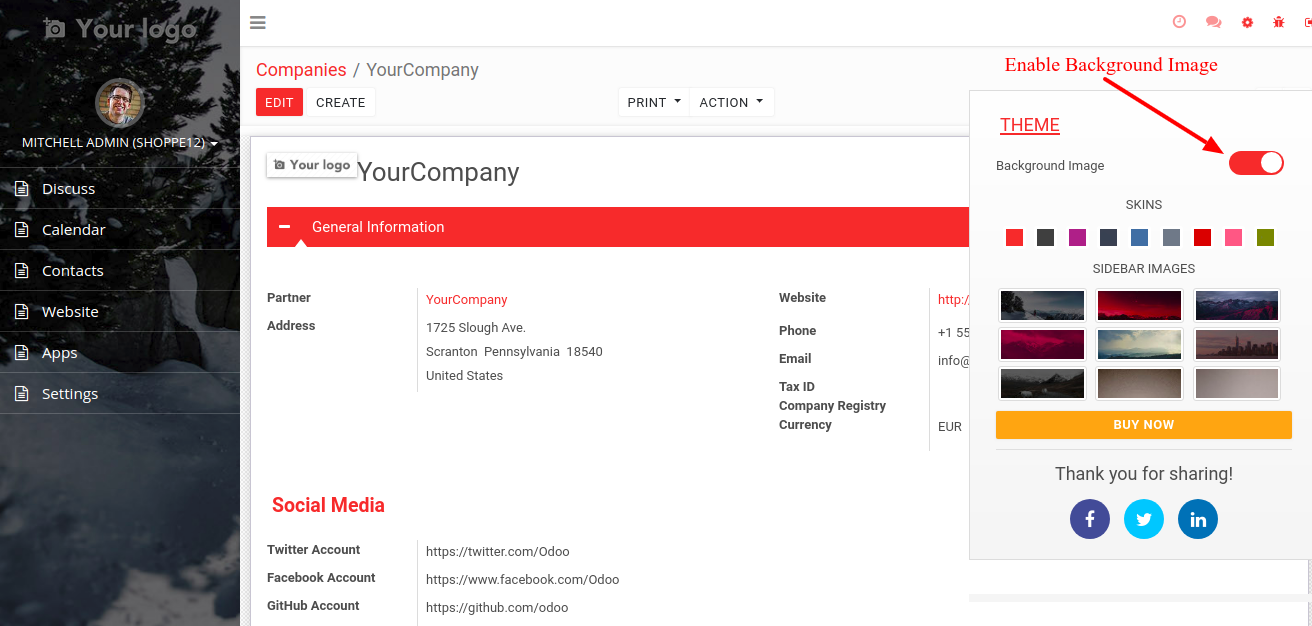 Your logo
MITCHELL ADMIN (SHOPPE12)
Discuss
Calendar
Contacts
Website
Apps
Settings
Companies / YourCompany
EDIT CREATE PRINT ACTION
Your logo YourCompany
General Information
Partner YourCompany
Address 1725 Slough Ave.
Scranton Pennsylvania 18540
United States
Website http:/
Phone +1 55
Email info@
Tax ID
Company Registry
Currency EUR
Social Media
Twitter Account https://twitter.com/Odoo
Facebook Account https://www.facebook.com/Odoo
GitHub Account https://github.com/odoo
Enable Background Image
THEME
Background Image
SKINS
SIDEBAR IMAGES
BUY NOW
Thank you for sharing!